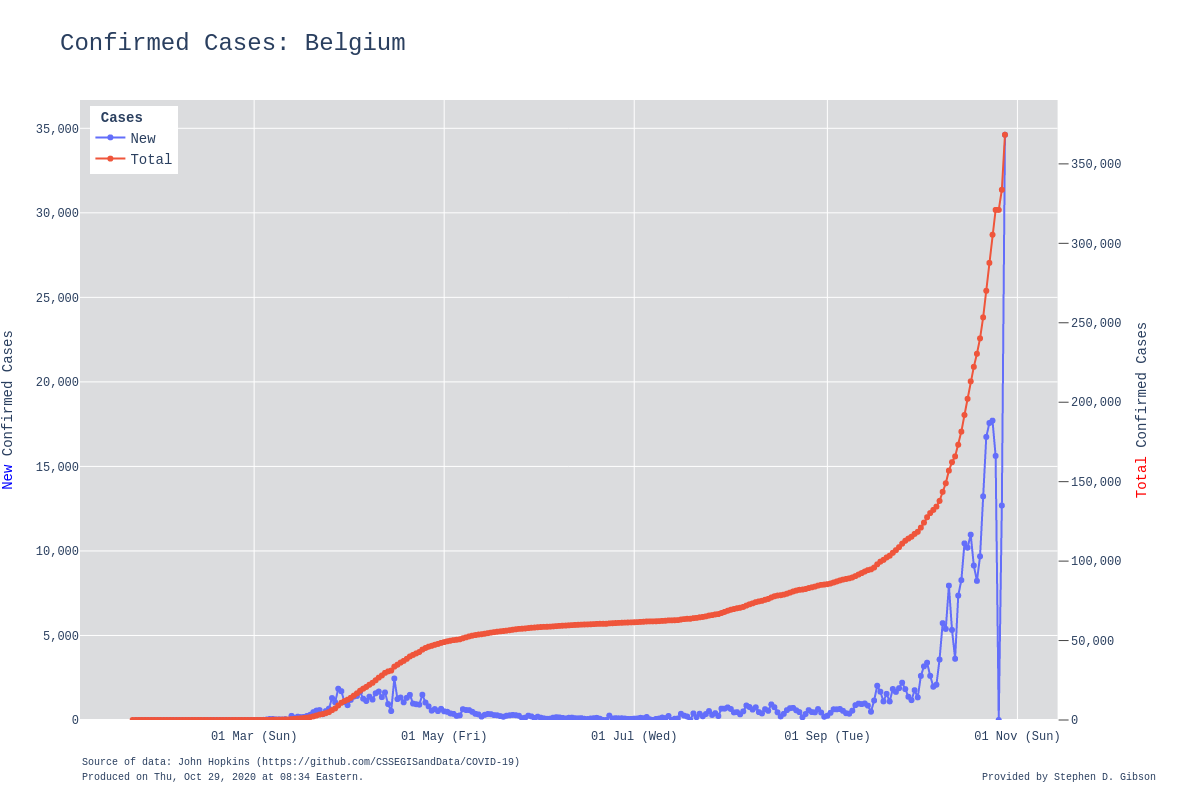 Confirmed Cases: Belgium
Cases
New
Total
35,000
30,000
25,000
20,000
15,000
10,000
5,000
0
New Confirmed Cases
350,000
300,000
250,000
200,000
150,000
100,000
50,000
0
Total Confirmed Cases
01 Mar (Sun)
01 May (Fri)
01 Jul (Wed)
01 Sep (Tue)
01 Nov (Sun)
Source of data: John Hopkins (https://github.com/CSSEGISandData/COVID-19)
Produced on Thu, Oct 29, 2020 at 08:34 Eastern.
Provided by Stephen D. Gibson